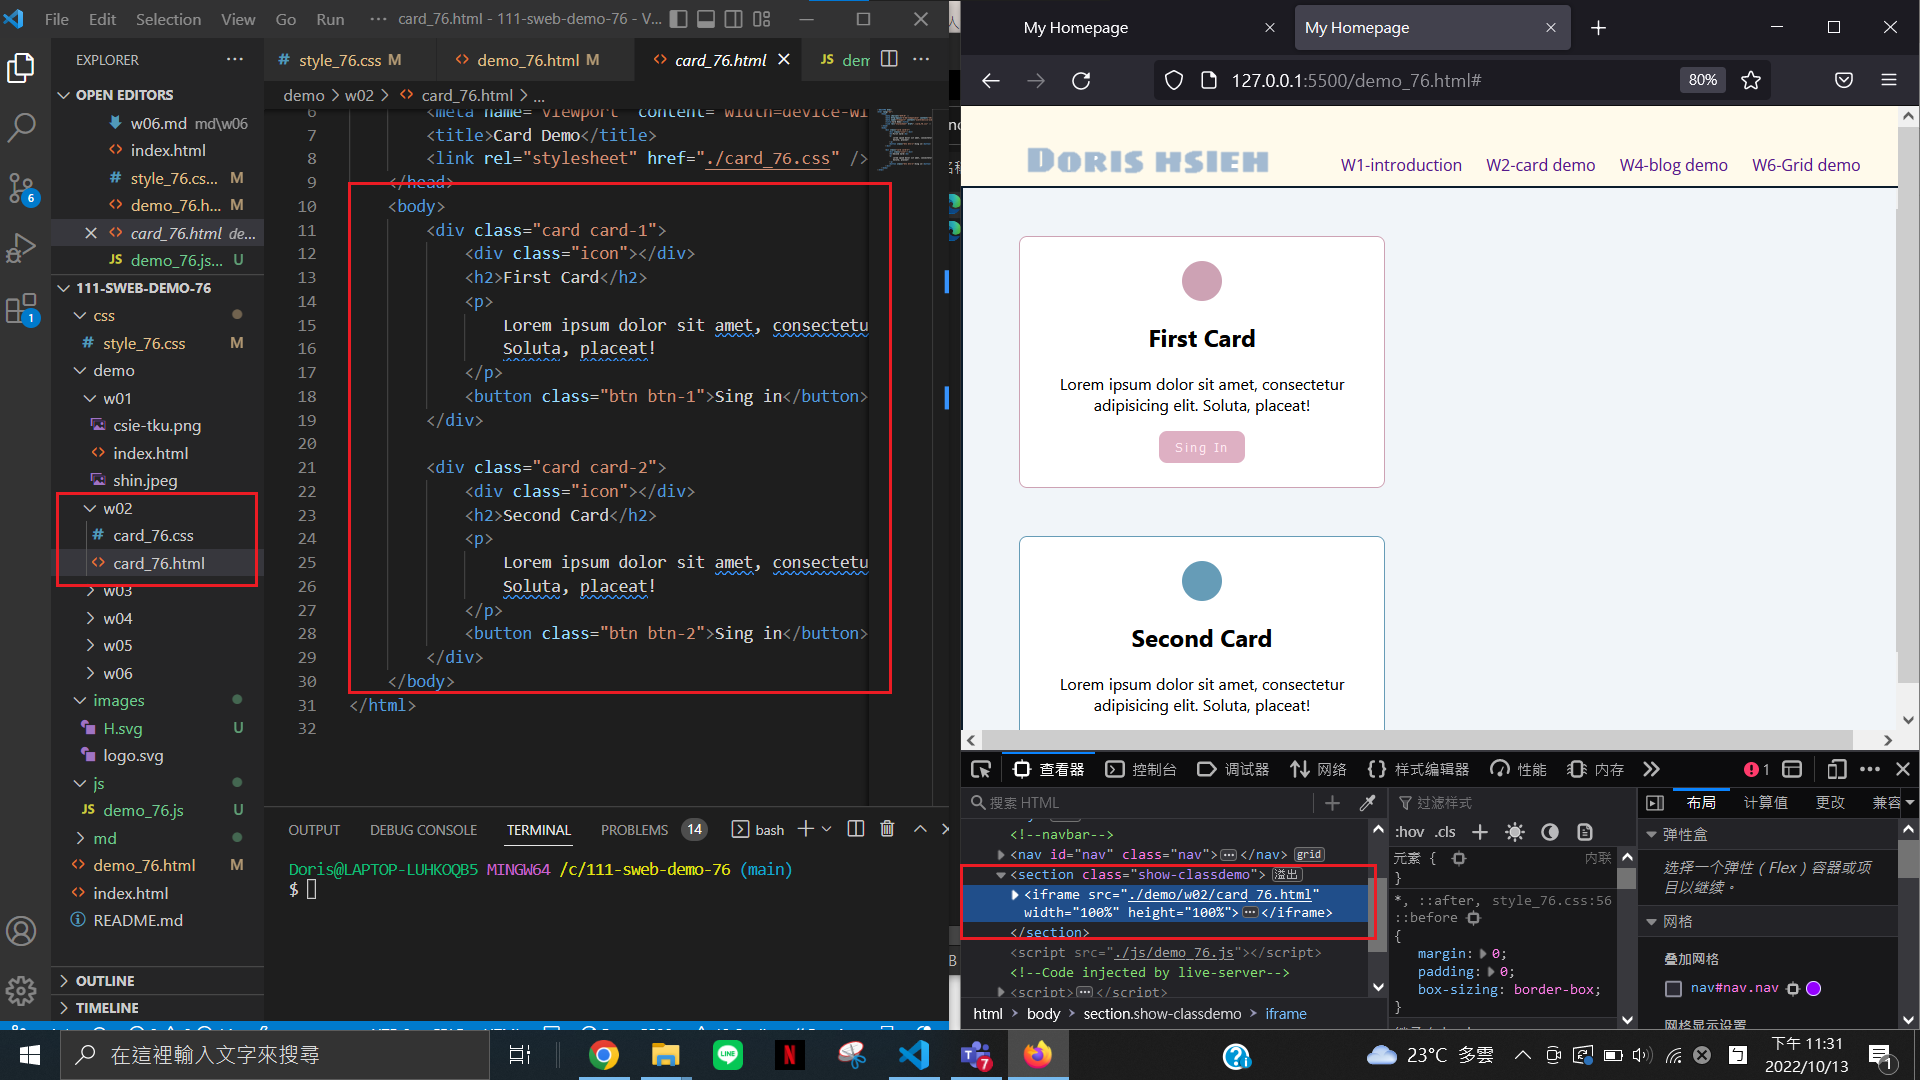 File Edit Selection View Go Run ··· card_76.html - 111-sweb-demo-76 - V...
EXPLORER
OPEN EDITORS
w06.md md\w06
index.html
style_76.cs... M
demo_76.h... M
card_76.html de...
demo_76.js... U
111-SWEB-DEMO-76
css
style_76.css M
demo
w01
csie-tku.png
index.html
shin.jpeg
w02
card_76.css
card_76.html
w03
w04
w05
w06
images
H.svg U
logo.svg
js
demo_76.js U
md
demo_76.html M
index.html
README.md
OUTLINE
TIMELINE
6
1
style_76.css M
demo_76.html M
card_76.html
JS dem
demo > w02 > card_76.html > ...
6 <meta name="viewport" content="width=device-wi
7 <title>Card Demo</title>
8 <link rel="stylesheet" href="./card_76.css" />
9 </head>
10 <body>
11 <div class="card card-1">
12 <div class="icon"></div>
13 <h2>First Card</h2>
14 <p>
15 Lorem ipsum dolor sit amet, consectetu
16 Soluta, placeat!
17 </p>
18 <button class="btn btn-1">Sing in</button>
19 </div>
20
21 <div class="card card-2">
22 <div class="icon"></div>
23 <h2>Second Card</h2>
24 <p>
25 Lorem ipsum dolor sit amet, consectetu
26 Soluta, placeat!
27 </p>
28 <button class="btn btn-2">Sing in</button>
29 </div>
30 </body>
31 </html>
32
OUTPUT DEBUG CONSOLE TERMINAL PROBLEMS 14 bash
Doris@LAPTOP-LUHKOQB5 MINGW64 /c/111-sweb-demo-76 (main)
$
My Homepage
My Homepage
127.0.0.1:5500/demo_76.html#
80%
DORIS HSIEH
W1-introduction W2-card demo W4-blog demo W6-Grid demo
First Card
Lorem ipsum dolor sit amet, consectetur
adipisicing elit. Soluta, placeat!
Sing In
Second Card
Lorem ipsum dolor sit amet, consectetur
adipisicing elit. Soluta, placeat!
查看器 控制台 调试器 网络 样式编辑器 性能 内存 1
搜索 HTML
<!--navbar-->
<nav id="nav" class="nav">···</nav> grid
<section class="show-classdemo"> 溢出
<iframe src="./demo/w02/card_76.html"
width="100%" height="100%">···</iframe>
</section>
<script src="./js/demo_76.js"></script>
<!--Code injected by live-server-->
<script>···</script>
html > body > section.show-classdemo > iframe
过滤样式
:hov .cls
元素 { 内联
}
*, ::after, style_76.css:56
::before
{
margin: 0;
padding: 0;
box-sizing: border-box;
}
布局 计算值 更改 兼容
弹性盒
选择一个弹性（Flex）容器或项
目以继续。
网格
叠加网格
nav#nav.nav
网格显示设置
在這裡輸入文字來搜尋
7
23°C 多雲
下午 11:31
2022/10/13
1